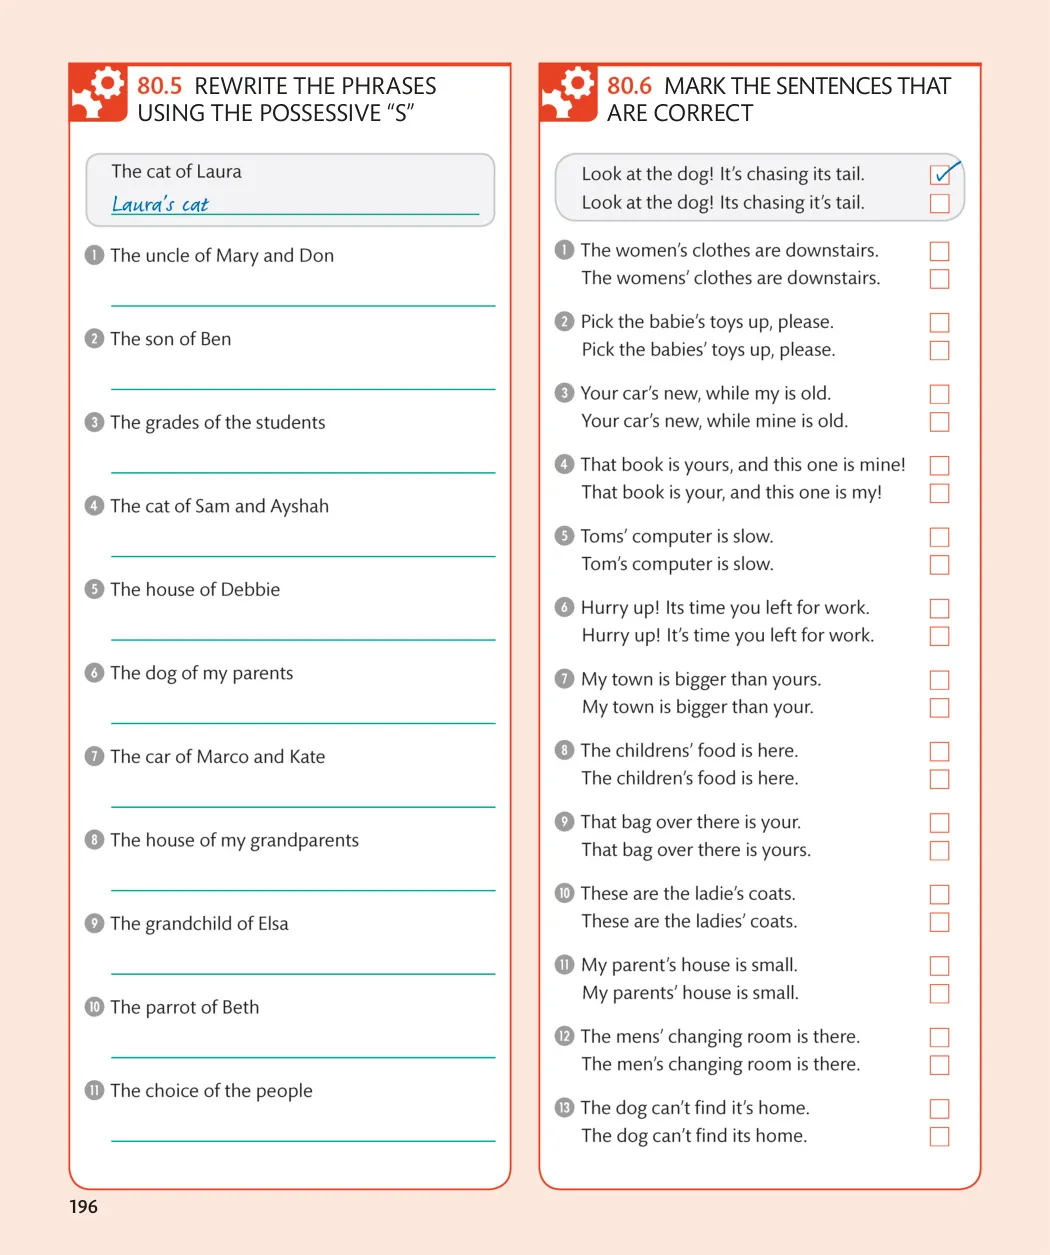 80.5 REWRITE THE PHRASES
USING THE POSSESSIVE “S”
The cat of Laura
Laura’s cat
1 The uncle of Mary and Don
2 The son of Ben
3 The grades of the students
4 The cat of Sam and Ayshah
5 The house of Debbie
6 The dog of my parents
7 The car of Marco and Kate
8 The house of my grandparents
9 The grandchild of Elsa
10 The parrot of Beth
11 The choice of the people
80.6 MARK THE SENTENCES THAT
ARE CORRECT
Look at the dog! It’s chasing its tail.
Look at the dog! Its chasing it’s tail.
1 The women’s clothes are downstairs.
The womens’ clothes are downstairs.
2 Pick the babie’s toys up, please.
Pick the babies’ toys up, please.
3 Your car’s new, while my is old.
Your car’s new, while mine is old.
4 That book is yours, and this one is mine!
That book is your, and this one is my!
5 Toms’ computer is slow.
Tom’s computer is slow.
6 Hurry up! Its time you left for work.
Hurry up! It’s time you left for work.
7 My town is bigger than yours.
My town is bigger than your.
8 The childrens’ food is here.
The children’s food is here.
9 That bag over there is your.
That bag over there is yours.
10 These are the ladie’s coats.
These are the ladies’ coats.
11 My parent’s house is small.
My parents’ house is small.
12 The mens’ changing room is there.
The men’s changing room is there.
13 The dog can’t find it’s home.
The dog can’t find its home.
196